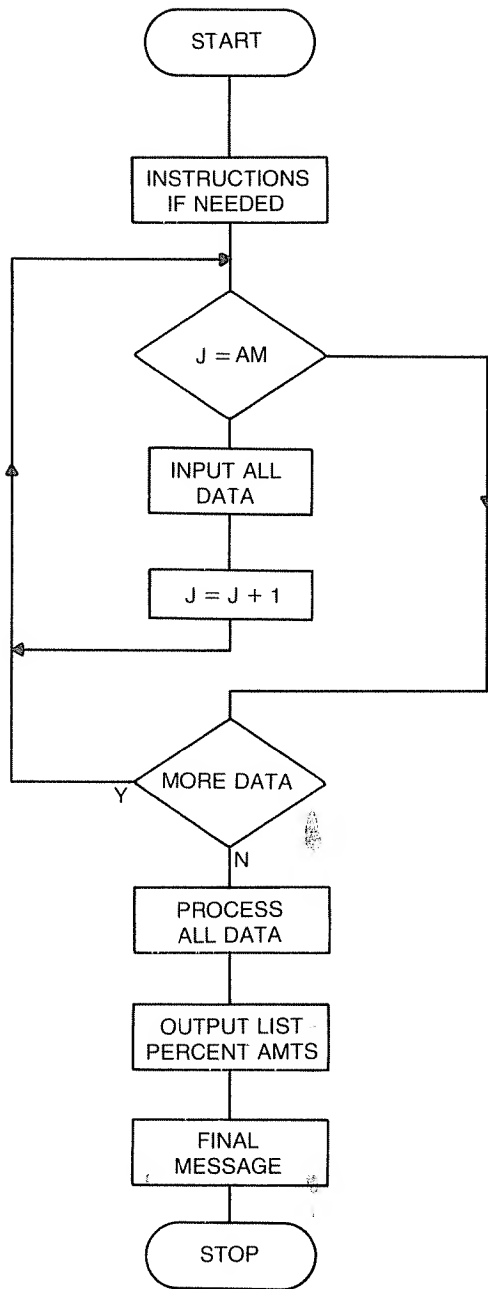 START
INSTRUCTIONS
IF NEEDED
J = AM
INPUT ALL
DATA
J = J + 1
MORE DATA
Y
N
PROCESS
ALL DATA
OUTPUT LIST
PERCENT AMTS
FINAL
MESSAGE
STOP